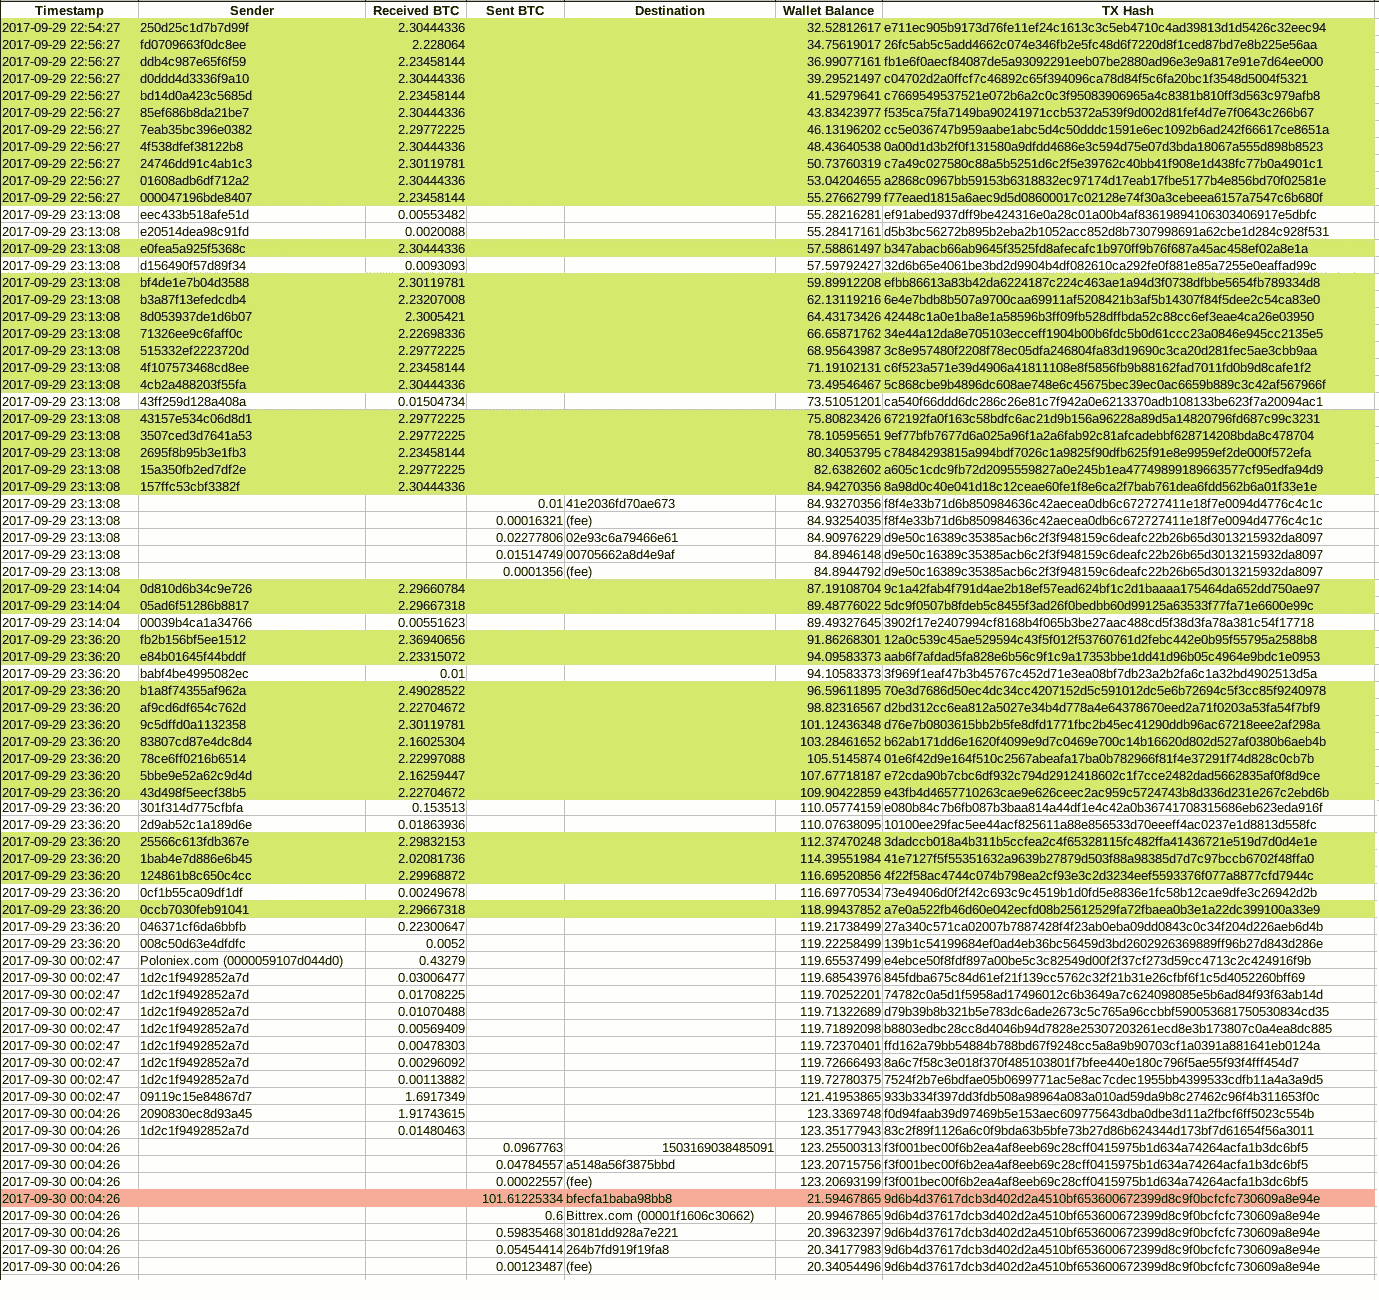 Timestamp Sender Received BTC Sent BTC Destination Wallet Balance TX Hash
2017-09-29 22:54:27 250d25c1d7b7d99f 2.30444336 32.52812617 e711ec905b9173d76fe11ef24c1613c3c5eb4710c4ad39813d1d5426c32eec94
2017-09-29 22:56:27 fd0709663f0dc8ee 2.228064 34.75619017 26fc5ab5c5add4662c074e346fb2e5fc48d6f7220d8f1ced87bd7e8b225e56aa
2017-09-29 22:56:27 ddb4c987e65f6f59 2.23458144 36.99077161 fb1e6f0aecf84087de5a93092291eeb07be2880ad96e3e9a817e91e7d64ee000
2017-09-29 22:56:27 d0ddd4d3336f9a10 2.30444336 39.29521497 c04702d2a0ffcf7c46892c65f394096ca78d84f5c6fa20bc1f3548d5004f5321
2017-09-29 22:56:27 bd14d0a423c5685d 2.23458144 41.52979641 c7669549537521e072b6a2c0c3f95083906965a4c8381b810ff3d563c979afb8
2017-09-29 22:56:27 85ef686b8da21be7 2.30444336 43.83423977 f535ca75fa7149ba90241971ccb5372a539f9d002d81fef4d7e7f0643c266b67
2017-09-29 22:56:27 7eab35bc396e0382 2.29772225 46.13196202 cc5e036747b959aabe1abc5d4c50dddc1591e6ec1092b6ad242f66617ce8651a
2017-09-29 22:56:27 4f538dfef38122b8 2.30444336 48.43640538 0a00d1d3b2f0f131580a9dfdd4686e3c594d75e07d3bda18067a555d898b8523
2017-09-29 22:56:27 24746dd91c4ab1c3 2.30119781 50.73760319 c7a49c027580c88a5b5251d6c2f5e39762c40bb41f908e1d438fc77b0a4901c1
2017-09-29 22:56:27 01608adb6df712a2 2.30444336 53.04204655 a2868c0967bb59153b6318832ec97174d17eab17fbe5177b4e856bd70f02581e
2017-09-29 22:56:27 000047196bde8407 2.23458144 55.27662799 f77eaed1815a6aec9d5d08600017c02128e74f30a3cebeea6157a7547c6b680f
2017-09-29 23:13:08 eec433b518afe51d 0.00553482 55.28216281 ef91abed937dff9be424316e0a28c01a00b4af83619894106303406917e5dbfc
2017-09-29 23:13:08 e20514dea98c91fd 0.0020088 55.28417161 d5b3bc56272b895b2eba2b1052acc852d8b7307998691a62cbe1d284c928f531
2017-09-29 23:13:08 e0fea5a925f5368c 2.30444336 57.58861497 b347abacb66ab9645f3525fd8afecafc1b970ff9b76f687a45ac458ef02a8e1a
2017-09-29 23:13:08 d156490f57d89f34 0.0093093 57.59792427 32d6b65e4061be3bd2d9904b4df082610ca292fe0f881e85a7255e0eaffad99c
2017-09-29 23:13:08 bf4de1e7b04d3588 2.30119781 59.89912208 efbb86613a83b42da6224187c224c463ae1a94d3f0738dfbbe5654fb789334d8
2017-09-29 23:13:08 b3a87f13efedcdb4 2.23207008 62.13119216 6e4e7bdb8b507a9700caa69911af5208421b3af5b14307f84f5dee2c54ca83e0
2017-09-29 23:13:08 8d053937de1d6b07 2.3005421 64.43173426 42448c1a0e1ba8e1a58596b3ff09fb528dffbda52c88cc6ef3eae4ca26e03950
2017-09-29 23:13:08 71326ee9c6faff0c 2.22698336 66.65871762 34e44a12da8e705103ecceff1904b00b6fdc5b0d61ccc23a0846e945cc2135e5
2017-09-29 23:13:08 515332ef2223720d 2.29772225 68.95643987 3c8e957480f2208f78ec05dfa246804fa83d19690c3ca20d281fec5ae3cbb9aa
2017-09-29 23:13:08 4f107573468cd8ee 2.23458144 71.19102131 c6f523a571e39d4906a41811108e8f5856fb9b88162fad7011fd0b9d8cafe1f2
2017-09-29 23:13:08 4cb2a488203f55fa 2.30444336 73.49546467 5c868cbe9b4896dc608ae748e6c45675bec39ec0ac6659b889c3c42af567966f
2017-09-29 23:13:08 43ff259d128a408a 0.01504734 73.51051201 ca540f66ddd6dc286c26e81c7f942a0e6213370adb108133be623f7a20094ac1
2017-09-29 23:13:08 43157e534c06d8d1 2.29772225 75.80823426 672192fa0f163c58bdfc6ac21d9b156a96228a89d5a14820796fd687c99c3231
2017-09-29 23:13:08 3507ced3d7641a53 2.29772225 78.10595651 9ef77bfb7677d6a025a96f1a2a6fab92c81afcadebbf628714208bda8c478704
2017-09-29 23:13:08 2695f8b95b3e1fb3 2.23458144 80.34053795 c78484293815a994bdf7026c1a9825f90dfb625f91e8e9959ef2de000f572efa
2017-09-29 23:13:08 15a350fb2ed7df2e 2.29772225 82.6382602 a605c1cdc9fb72d2095559827a0e245b1ea47749899189663577cf95edfa94d9
2017-09-29 23:13:08 157ffc53cbf3382f 2.30444336 84.94270356 8a98d0c40e041d18c12ceae60fe1f8e6ca2f7bab761dea6fdd562b6a01f33e1e
2017-09-29 23:13:08 0.01 41e2036fd70ae673 84.93270356 f8f4e33b71d6b850984636c42aecea0db6c672727411e18f7e0094d4776c4c1c
2017-09-29 23:13:08 0.00016321 (fee) 84.93254035 f8f4e33b71d6b850984636c42aecea0db6c672727411e18f7e0094d4776c4c1c
2017-09-29 23:13:08 0.02277806 02e93c6a79466e61 84.90976229 d9e50c16389c35385acb6c2f3f948159c6deafc22b26b65d3013215932da8097
2017-09-29 23:13:08 0.01514749 00705662a8d4e9af 84.8946148 d9e50c16389c35385acb6c2f3f948159c6deafc22b26b65d3013215932da8097
2017-09-29 23:13:08 0.0001356 (fee) 84.8944792 d9e50c16389c35385acb6c2f3f948159c6deafc22b26b65d3013215932da8097
2017-09-29 23:14:04 0d810d6b34c9e726 2.29660784 87.19108704 9c1a42fab4f791d4ae2b18ef57ead624bf1c2d1baaaa175464da652dd750ae97
2017-09-29 23:14:04 05ad6f51286b8817 2.29667318 89.48776022 5dc9f0507b8fdeb5c8455f3ad26f0bedbb60d99125a63533f77fa71e6600e99c
2017-09-29 23:14:04 00039b4ca1a34766 0.00551623 89.49327645 3902f17e2407994cf8168b4f065b3be27aac488cd5f38d3fa78a381c54f17718
2017-09-29 23:36:20 fb2b156bf5ee1512 2.36940656 91.86268301 12a0c539c45ae529594c43f5f012f53760761d2febc442e0b95f55795a2588b8
2017-09-29 23:36:20 e84b01645f44bddf 2.23315072 94.09583373 aab6f7afdad5fa828e6b56c9f1c9a17353bbe1dd41d96b05c4964e9bdc1e0953
2017-09-29 23:36:20 babf4be4995082ec 0.01 94.10583373 3f969f1eaf47b3b45767c452d71e3ea08bf7db23a2b2fa6c1a32bd4902513d5a
2017-09-29 23:36:20 b1a8f74355af962a 2.49028522 96.59611895 70e3d7686d50ec4dc34cc4207152d5c591012dc5e6b72694c5f3cc85f9240978
2017-09-29 23:36:20 af9cd6df654c762d 2.22704672 98.82316567 d2bd312cc6ea812a5027e34b4d778a4e64378670eed2a71f0203a53fa54f7bf9
2017-09-29 23:36:20 9c5dffd0a1132358 2.30119781 101.12436348 d76e7b0803615bb2b5fe8dfd1771fbc2b45ec41290ddb96ac67218eee2af298a
2017-09-29 23:36:20 83807cd87e4dc8d4 2.16025304 103.28461652 b62ab171dd6e1620f4099e9d7c0469e700c14b16620d802d527af0380b6aeb4b
2017-09-29 23:36:20 78ce6ff0216b6514 2.22997088 105.5145874 01e6f42d9e164f510c2567abeafa17ba0b782966f81f4e37291f74d828c0cb7b
2017-09-29 23:36:20 5bbe9e52a62c9d4d 2.16259447 107.67718187 e72cda90b7cbc6df932c794d2912418602c1f7cce2482dad5662835af0f8d9ce
2017-09-29 23:36:20 43d498f5eecf38b5 2.22704672 109.90422859 e43fb4d4657710263cae9e626ceec2ac959c5724743b8d336d231e267c2ebd6b
2017-09-29 23:36:20 301f314d775cfbfa 0.153513 110.05774159 e080b84c7b6fb087b3baa814a44df1e4c42a0b36741708315686eb623eda916f
2017-09-29 23:36:20 2d9ab52c1a189d6e 0.01863936 110.07638095 10100ee29fac5ee44acf825611a88e856533d70eeeff4ac0237e1d8813d558fc
2017-09-29 23:36:20 25566c613fdb367e 2.29832153 112.37470248 3dadccb018a4b311b5ccfea2c4f65328115fc482ffa41436721e519d7d0d4e1e
2017-09-29 23:36:20 1bab4e7d886e6b45 2.02081736 114.39551984 41e7127f5f55351632a9639b27879d503f88a98385d7d7c97bccb6702f48ffa0
2017-09-29 23:36:20 124861b8c650c4cc 2.29968872 116.69520856 4f22f58ac4744c074b798ea2cf93e3c2d3234eef5593376f077a8877cfd7944c
2017-09-29 23:36:20 0cf1b55ca09df1df 0.00249678 116.69770534 73e49406d0f2f42c693c9c4519b1d0fd5e8836e1fc58b12cae9dfe3c26942d2b
2017-09-29 23:36:20 0ccb7030feb91041 2.29667318 118.99437852 a7e0a522fb46d60e042ecfd08b25612529fa72fbaea0b3e1a22dc399100a33e9
2017-09-29 23:36:20 046371cf6da6bbfb 0.22300647 119.21738499 27a340c571ca02007b7887428f4f23ab0eba09dd0843c0c34f204d226aeb6d4b
2017-09-29 23:36:20 008c50d63e4dfdfc 0.0052 119.22258499 139b1c54199684ef0ad4eb36bc56459d3bd2602926369889ff96b27d843d286e
2017-09-30 00:02:47 Poloniex.com (0000059107d044d0) 0.43279 119.65537499 e4ebce50f8fdf897a00be5c3c82549d00f2f37cf273d59cc4713c2c424916f9b
2017-09-30 00:02:47 1d2c1f9492852a7d 0.03006477 119.68543976 845fdba675c84d61ef21f139cc5762c32f21b31e26cfbf6f1c5d4052260bff69
2017-09-30 00:02:47 1d2c1f9492852a7d 0.01708225 119.70252201 74782c0a5d1f5958ad17496012c6b3649a7c624098085e5b6ad84f93f63ab14d
2017-09-30 00:02:47 1d2c1f9492852a7d 0.01070488 119.71322689 d79b39b8b321b5e783dc6ade2673c5c765a96ccbbf590053681750530834cd35
2017-09-30 00:02:47 1d2c1f9492852a7d 0.00569409 119.71892098 b8803edbc28cc8d4046b94d7828e25307203261ecd8e3b173807c0a4ea8dc885
2017-09-30 00:02:47 1d2c1f9492852a7d 0.00478303 119.72370401 ffd162a79bb54884b788bd67f9248cc5a8a9b90703cf1a0391a881641eb0124a
2017-09-30 00:02:47 1d2c1f9492852a7d 0.00296092 119.72666493 8a6c7f58c3e018f370f485103801f7bfee440e180c796f5ae55f93f4fff454d7
2017-09-30 00:02:47 1d2c1f9492852a7d 0.00113882 119.72780375 7524f2b7e6bdfae05b0699771ac5e8ac7cdec1955bb4399533cdfb11a4a3a9d5
2017-09-30 00:02:47 09119c15e84867d7 1.6917349 121.41953865 933b334f397dd3fdb508a98964a083a010ad59da9b8c27462c96f4b311653f0c
2017-09-30 00:04:26 2090830ec8d93a45 1.91743615 123.3369748 f0d94faab39d97469b5e153aec609775643dba0dbe3d11a2fbcf6ff5023c554b
2017-09-30 00:04:26 1d2c1f9492852a7d 0.01480463 123.35177943 83c2f89f1126a6c0f9bda63b5bfe73b27d86b624344d173bf7d61654f56a3011
2017-09-30 00:04:26 0.0967763 1503169038485091 123.25500313 f3f001bec00f6b2ea4af8eeb69c28cff0415975b1d634a74264acfa1b3dc6bf5
2017-09-30 00:04:26 0.04784557 a5148a56f3875bbd 123.20715756 f3f001bec00f6b2ea4af8eeb69c28cff0415975b1d634a74264acfa1b3dc6bf5
2017-09-30 00:04:26 0.00022557 (fee) 123.20693199 f3f001bec00f6b2ea4af8eeb69c28cff0415975b1d634a74264acfa1b3dc6bf5
2017-09-30 00:04:26 101.61225334 bfecfa1baba98bb8 21.59467865 9d6b4d37617dcb3d402d2a4510bf653600672399d8c9f0bcfcfc730609a8e94e
2017-09-30 00:04:26 0.6 Bittrex.com (00001f1606c30662) 20.99467865 9d6b4d37617dcb3d402d2a4510bf653600672399d8c9f0bcfcfc730609a8e94e
2017-09-30 00:04:26 0.59835468 30181dd928a7e221 20.39632397 9d6b4d37617dcb3d402d2a4510bf653600672399d8c9f0bcfcfc730609a8e94e
2017-09-30 00:04:26 0.05454414 264b7fd919f19fa8 20.34177983 9d6b4d37617dcb3d402d2a4510bf653600672399d8c9f0bcfcfc730609a8e94e
2017-09-30 00:04:26 0.00123487 (fee) 20.34054496 9d6b4d37617dcb3d402d2a4510bf653600672399d8c9f0bcfcfc730609a8e94e